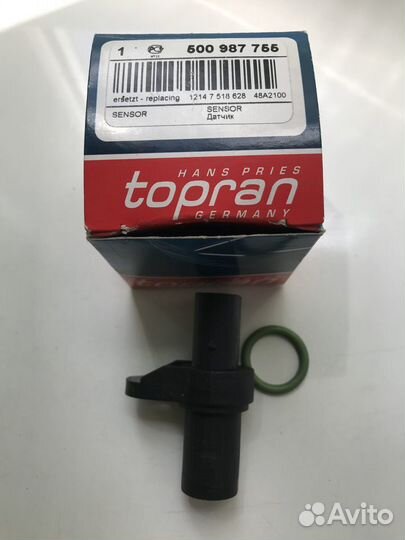 1 500 987 755
ersetzt - replacing 1214 7 518 628 48A2100
SENSOR SENSOR
Датчик
HANS PRIES
topran
GERMANY
Avito